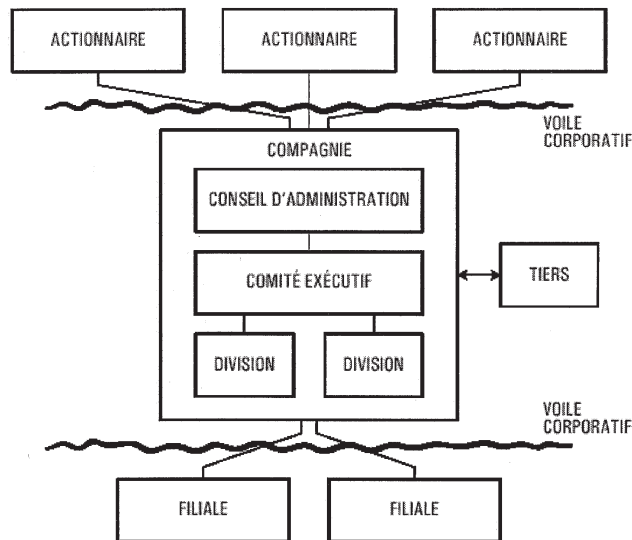 ACTIONNAIRE
ACTIONNAIRE
ACTIONNAIRE
VOILE
CORPORATIF
COMPAGNIE
CONSEIL D'ADMINISTRATION
COMITÉ EXÉCUTIF
TIERS
DIVISION
DIVISION
VOILE
CORPORATIF
FILIALE
FILIALE